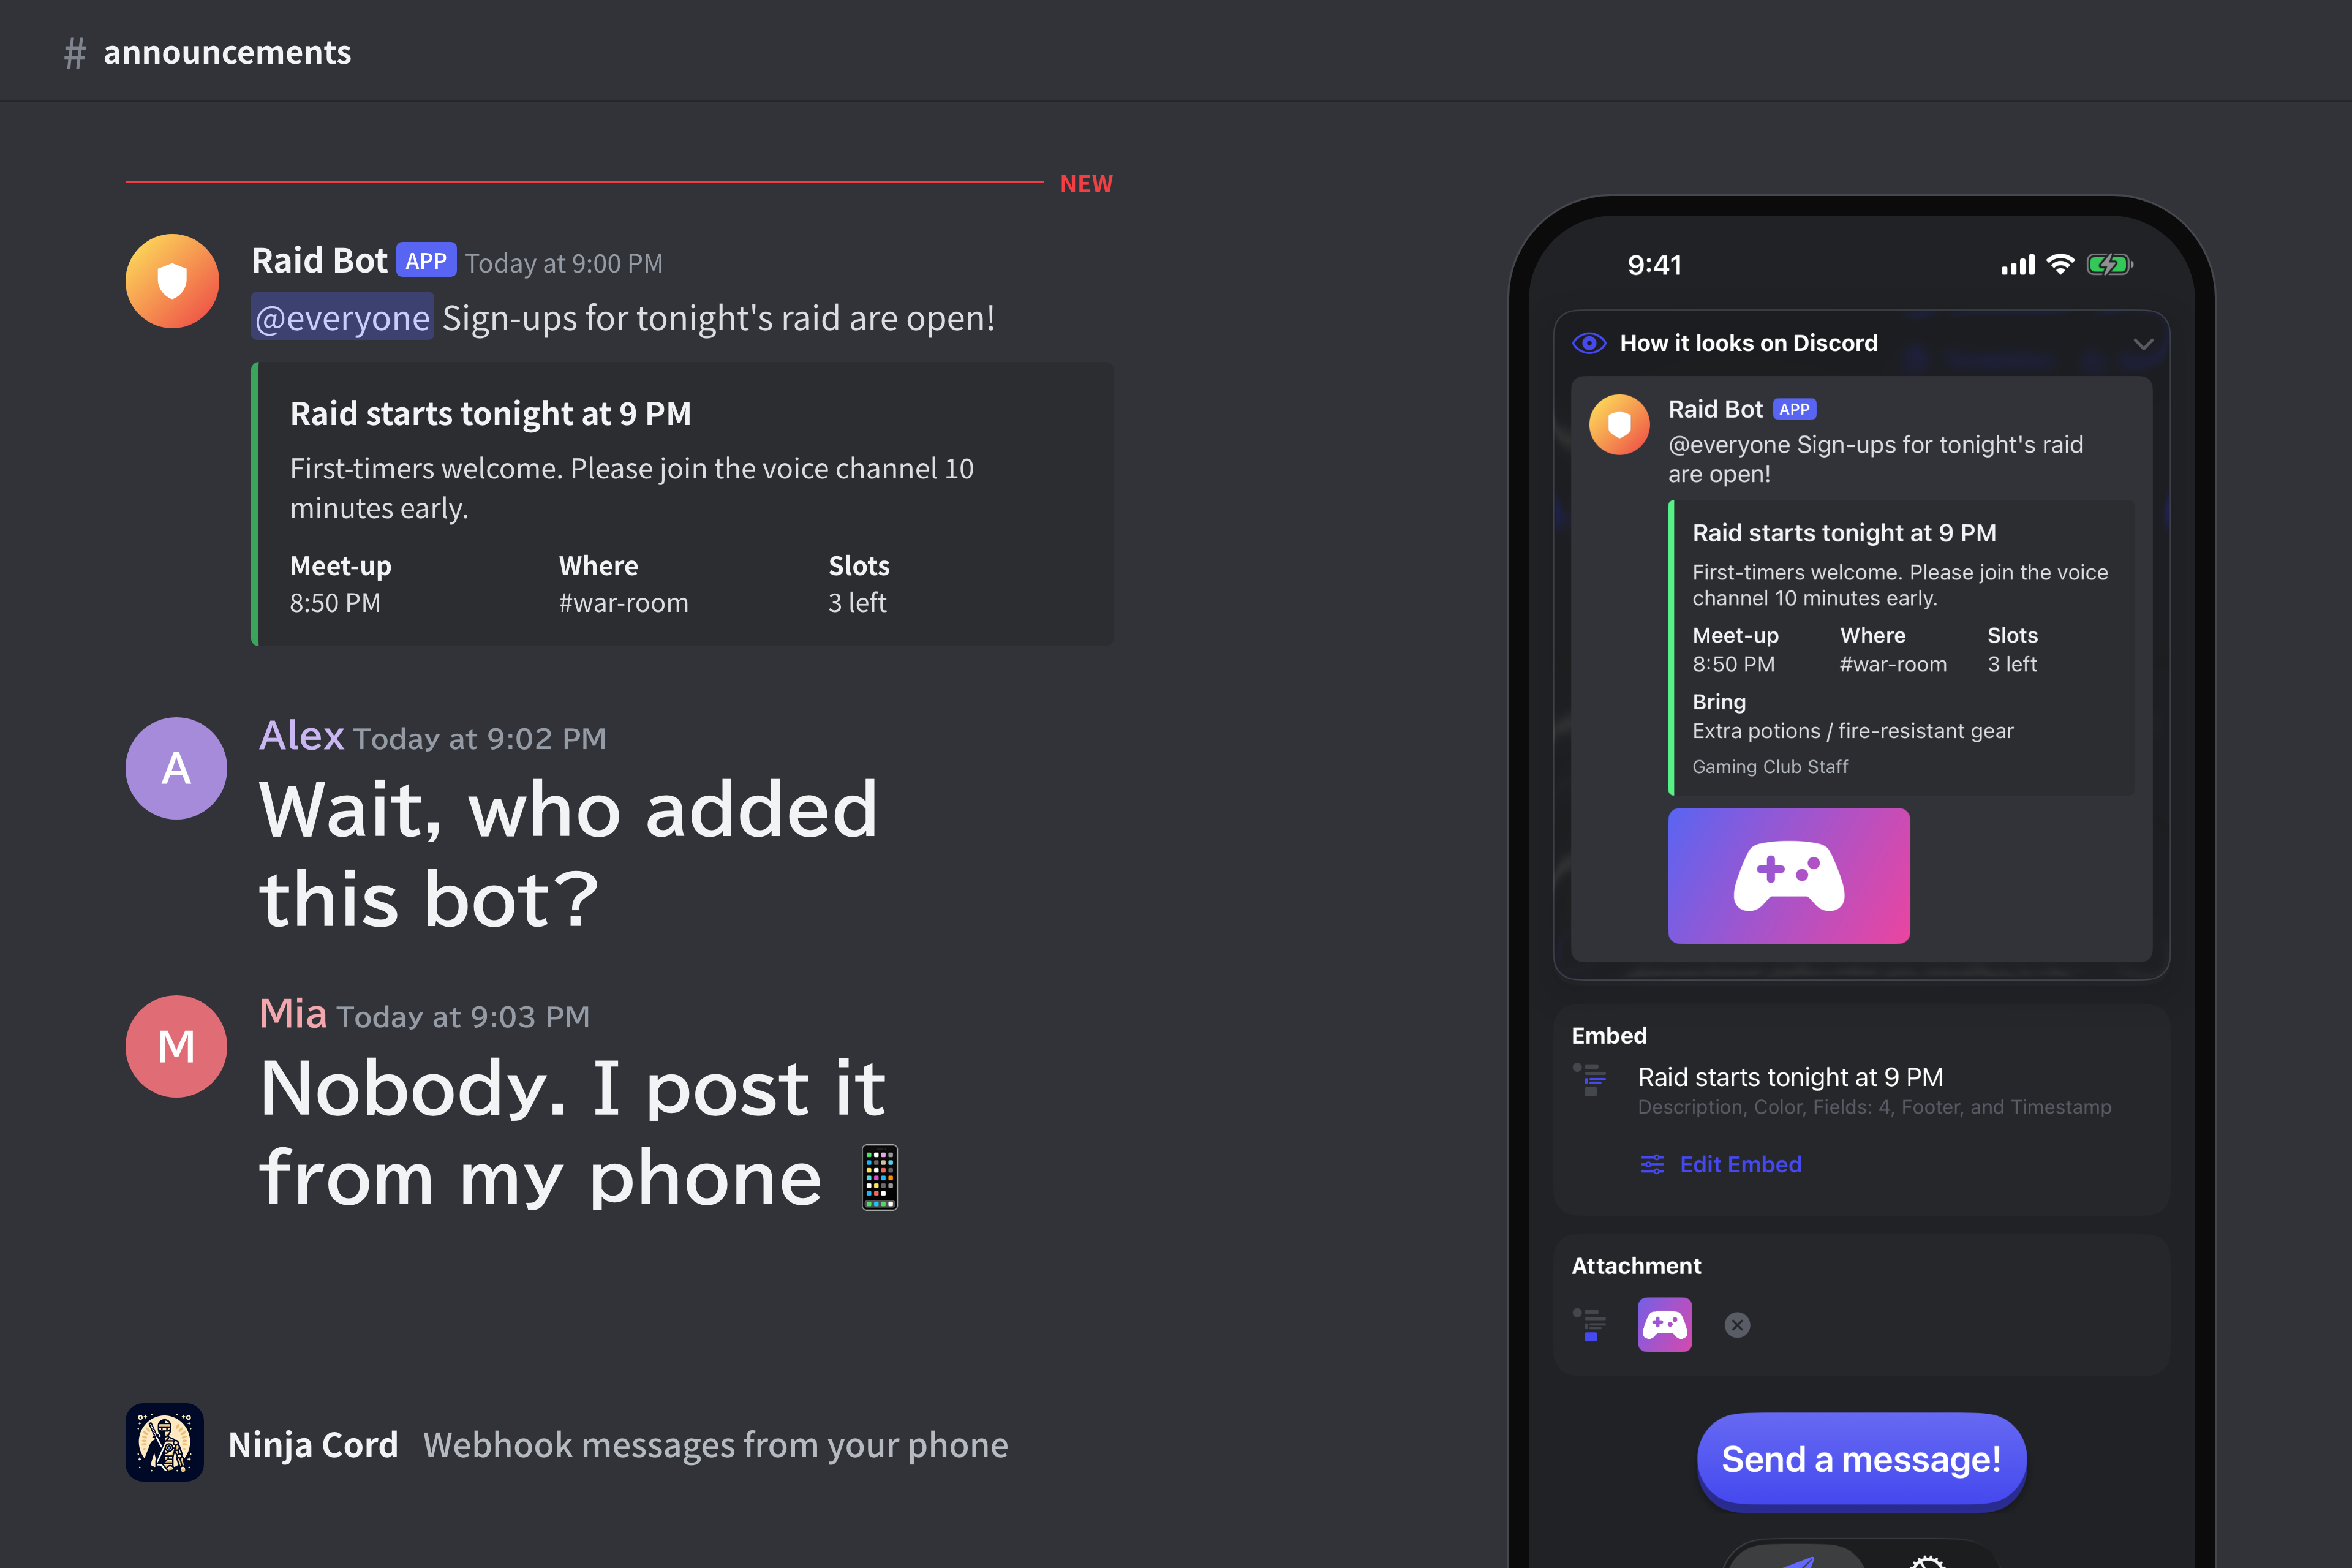 # announcements
NEW
Raid Bot APP Today at 9:00 PM
@everyone Sign-ups for tonight's raid are open!
Raid starts tonight at 9 PM
First-timers welcome. Please join the voice channel 10
minutes early.
Meet-up Where Slots
8:50 PM #war-room 3 left
A
Alex Today at 9:02 PM
Wait, who added
this bot?
M
Mia Today at 9:03 PM
Nobody. I post it
from my phone 📱
Ninja Cord Webhook messages from your phone
9:41
How it looks on Discord
Raid Bot APP
@everyone Sign-ups for tonight's raid
are open!
Raid starts tonight at 9 PM
First-timers welcome. Please join the voice
channel 10 minutes early.
Meet-up Where Slots
8:50 PM #war-room 3 left
Bring
Extra potions / fire-resistant gear
Gaming Club Staff
Embed
Raid starts tonight at 9 PM
Description, Color, Fields: 4, Footer, and Timestamp
Edit Embed
Attachment
Send a message!